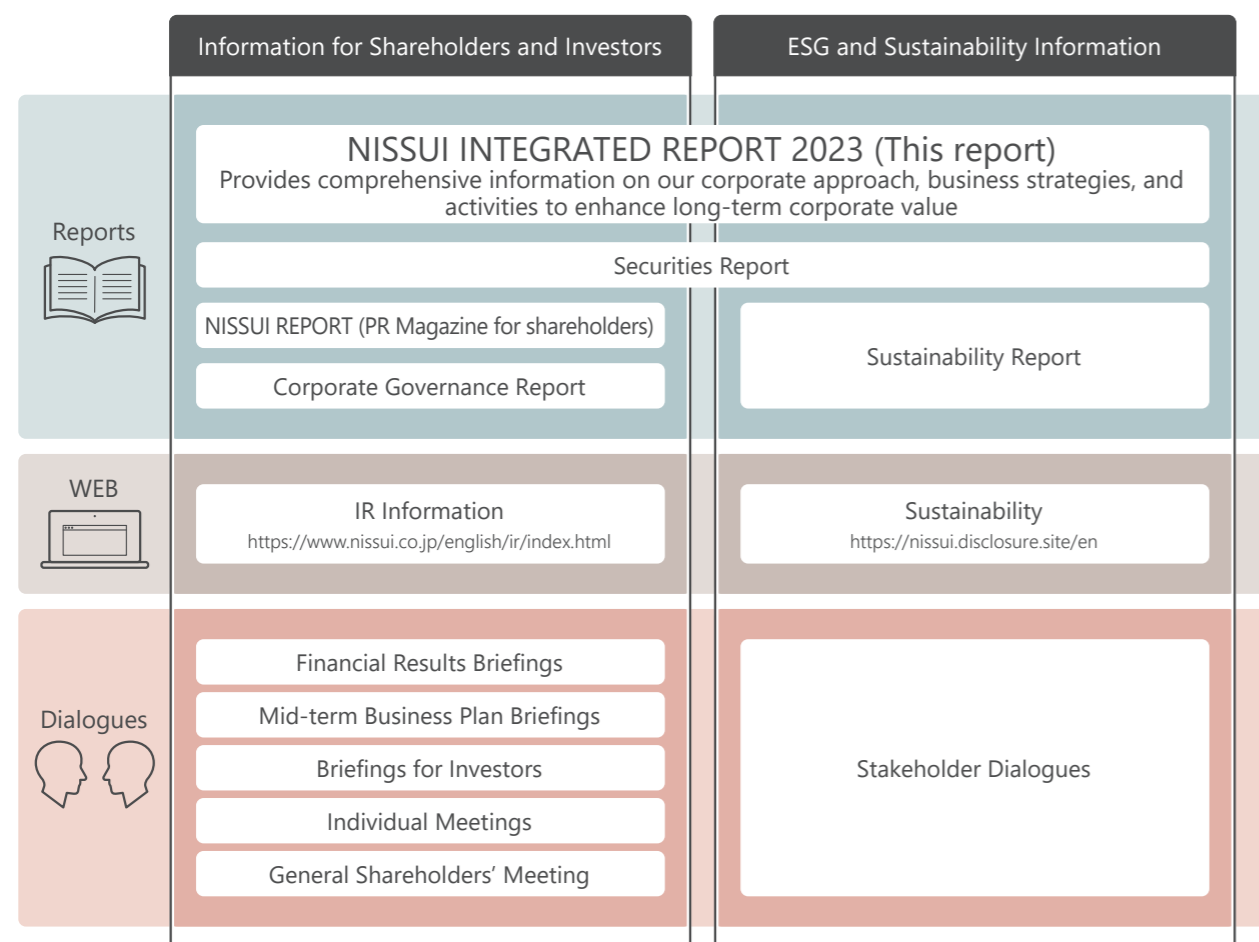 Information for Shareholders and Investors
ESG and Sustainability Information
Reports
NISSUI INTEGRATED REPORT 2023 (This report)
Provides comprehensive information on our corporate approach, business strategies, and
activities to enhance long-term corporate value
Securities Report
NISSUI REPORT (PR Magazine for shareholders)
Corporate Governance Report
Sustainability Report
WEB
IR Information
https://www.nissui.co.jp/english/ir/index.html
Sustainability
https://nissui.disclosure.site/en
Dialogues
Financial Results Briefings
Mid-term Business Plan Briefings
Briefings for Investors
Individual Meetings
General Shareholders’ Meeting
Stakeholder Dialogues